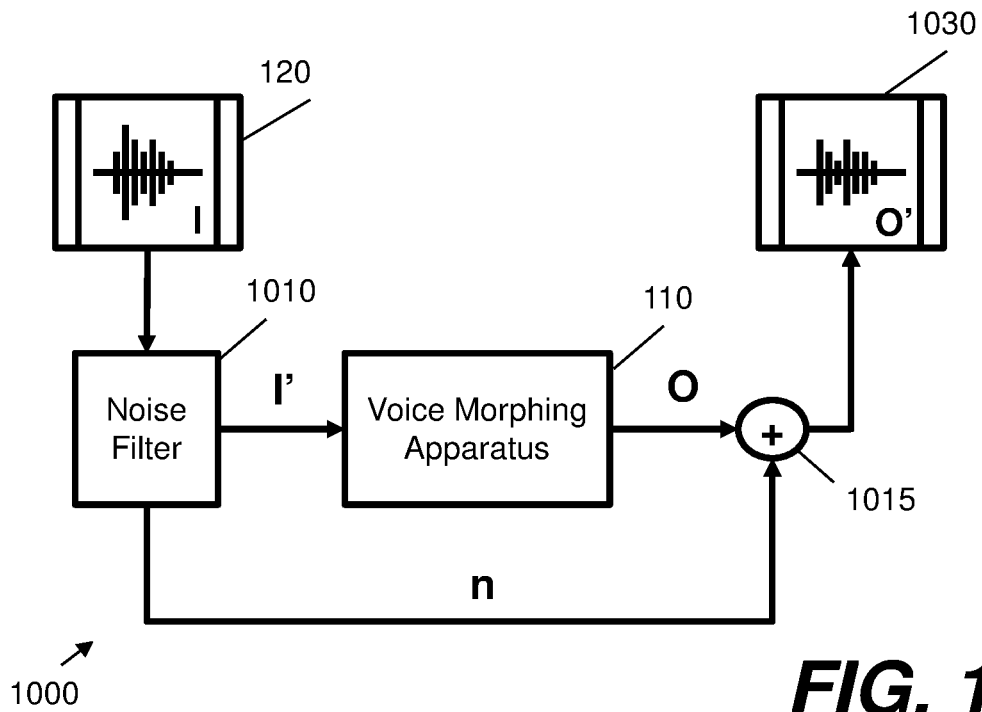 1030
120
I
O'
1010
110
I'
O
Noise
Filter
Voice Morphing
Apparatus
+
1015
n
1000
FIG. 1